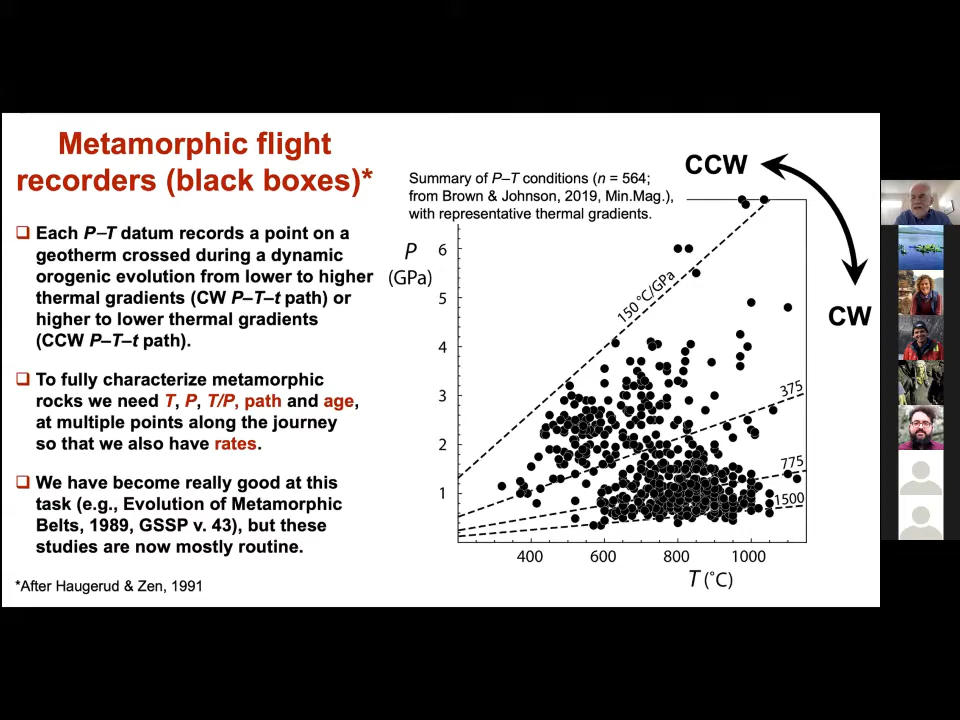 Metamorphic flight
recorders (black boxes)*
❑ Each P–T datum records a point on a
geotherm crossed during a dynamic
orogenic evolution from lower to higher
thermal gradients (CW P–T–t path) or
higher to lower thermal gradients
(CCW P–T–t path).
❑ To fully characterize metamorphic
rocks we need T, P, T/P, path and age,
at multiple points along the journey
so that we also have rates.
❑ We have become really good at this
task (e.g., Evolution of Metamorphic
Belts, 1989, GSSP v. 43), but these
studies are now mostly routine.
*After Haugerud & Zen, 1991
Summary of P–T conditions (n = 564;
from Brown & Johnson, 2019, Min.Mag.),
with representative thermal gradients.
CCW
CW
P
(GPa)
6
5
4
3
2
1
150 °C/GPa
375
775
1500
400 600 800 1000
T (°C)